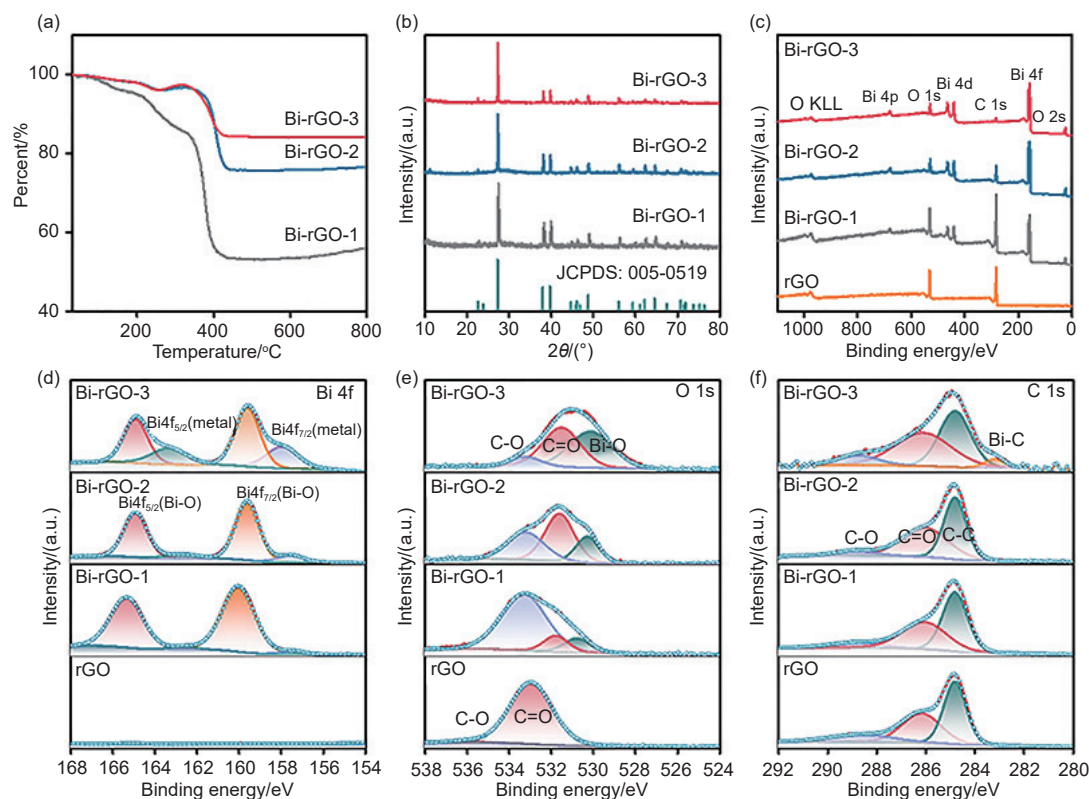 (a)
100
80
60
40
Percent/%
Bi-rGO-3
Bi-rGO-2
Bi-rGO-1
200
400
600
800
Temperature/°C
(b)
Intensity/(a.u.)
Bi-rGO-3
Bi-rGO-2
Bi-rGO-1
JCPDS: 005-0519
10
20
30
40
50
60
70
80
2θ/(°)
(c)
Intensity/(a.u.)
Bi-rGO-3
O KLL
Bi 4p
O 1s
Bi 4d
C 1s
Bi 4f
O 2s
Bi-rGO-2
Bi-rGO-1
rGO
1000
800
600
400
200
0
Binding energy/eV
(d)
Intensity/(a.u.)
Bi-rGO-3
Bi 4f
Bi4f5/2(metal)
Bi4f7/2(metal)
Bi-rGO-2
Bi4f5/2(Bi-O)
Bi4f7/2(Bi-O)
Bi-rGO-1
rGO
168
166
164
162
160
158
156
154
Binding energy/eV
(e)
Intensity/(a.u.)
Bi-rGO-3
O 1s
C-O
C=O
Bi-O
Bi-rGO-2
Bi-rGO-1
rGO
C-O
C=O
538
536
534
532
530
528
526
524
Binding energy/eV
(f)
Intensity/(a.u.)
Bi-rGO-3
C 1s
Bi-C
Bi-rGO-2
C-O
C=O
C-C
Bi-rGO-1
rGO
292
290
288
286
284
282
280
Binding energy/eV